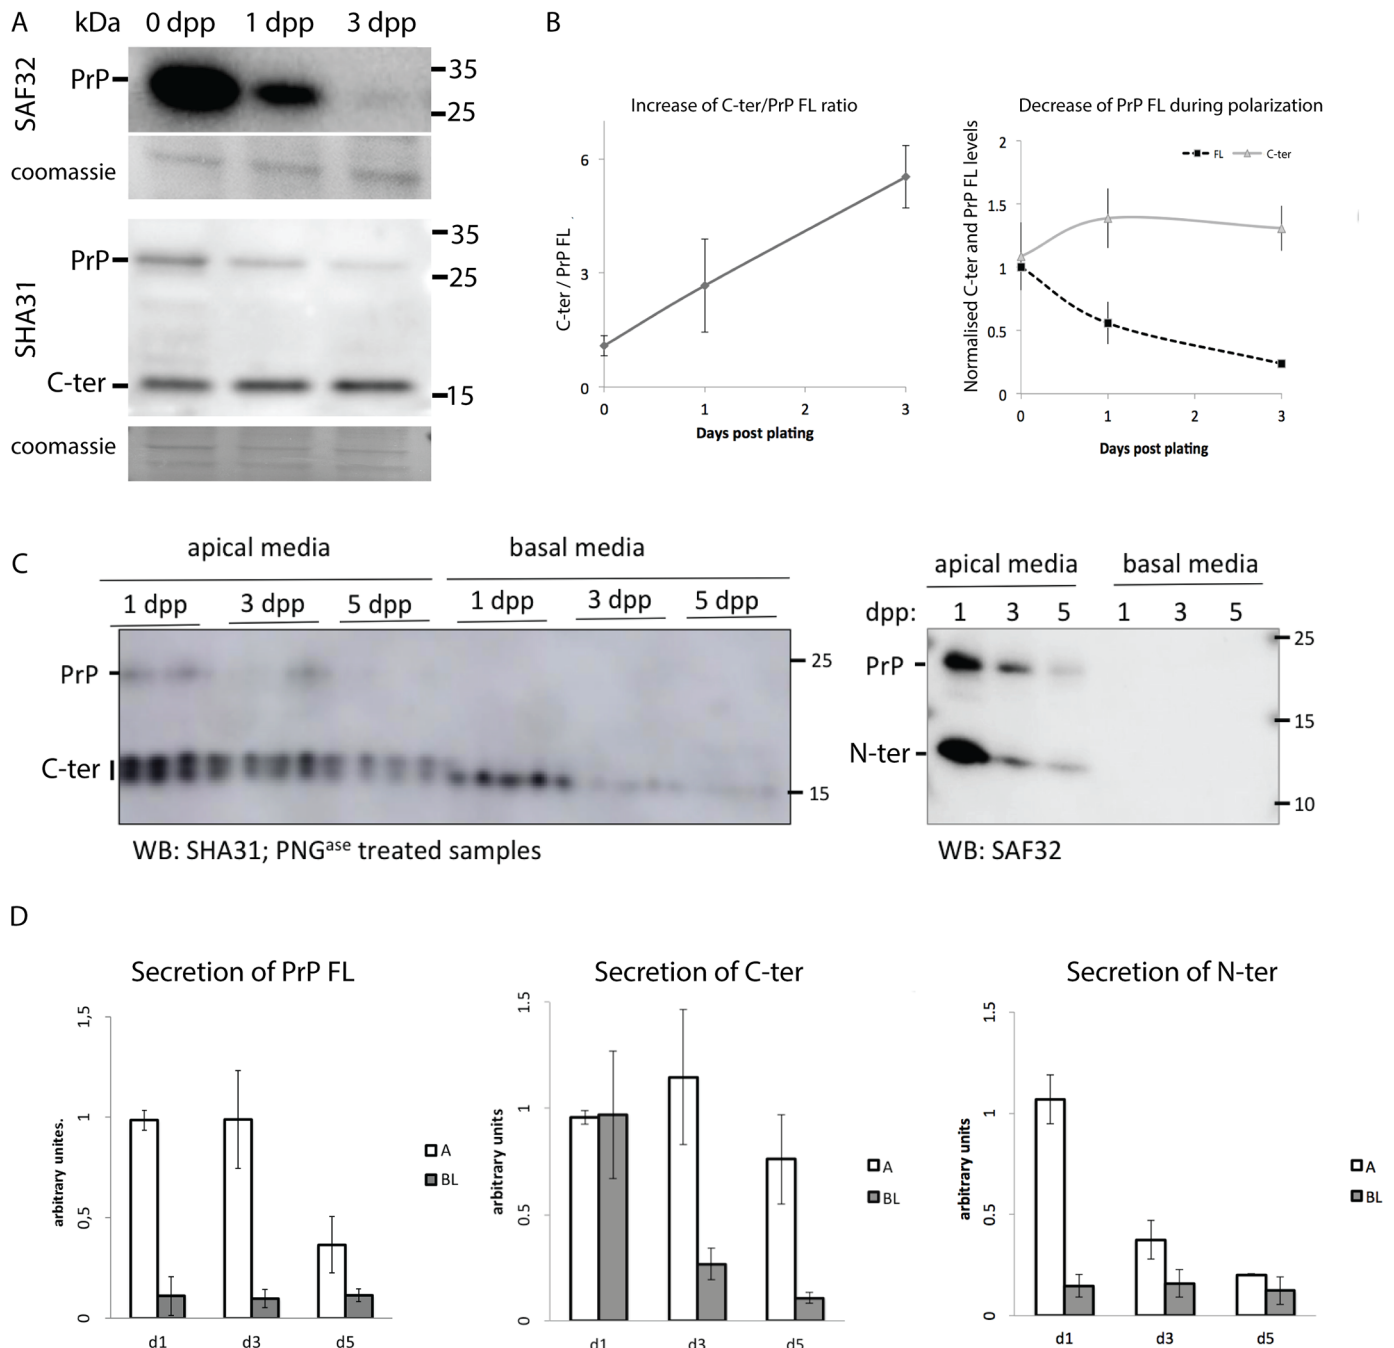 A
kDa
0 dpp
1 dpp
3 dpp
SAF32
PrP
35
25
coomassie
SHA31
PrP
35
25
C-ter
15
coomassie
B
Increase of C-ter/PrP FL ratio
C-ter / PrP FL
6
3
0
0
1
2
3
Days post plating
Decrease of PrP FL during polarization
Normalised C-ter and PrP FL levels
2
1.5
1
0.5
0
FL
C-ter
0
1
2
3
Days post plating
C
apical media
basal media
1 dpp
3 dpp
5 dpp
1 dpp
3 dpp
5 dpp
PrP
25
C-ter
15
WB: SHA31; PNGase treated samples
apical media
basal media
dpp:
1
3
5
1
3
5
PrP
25
15
N-ter
10
WB: SAF32
D
Secretion of PrP FL
arbitrary unites.
1,5
1
0,5
0
A
BL
d1
d3
d5
Secretion of C-ter
arbitrary units
1.5
1
0.5
0
A
BL
d1
d3
d5
Secretion of N-ter
arbitrary units
1.5
1
0.5
0
A
BL
d1
d3
d5